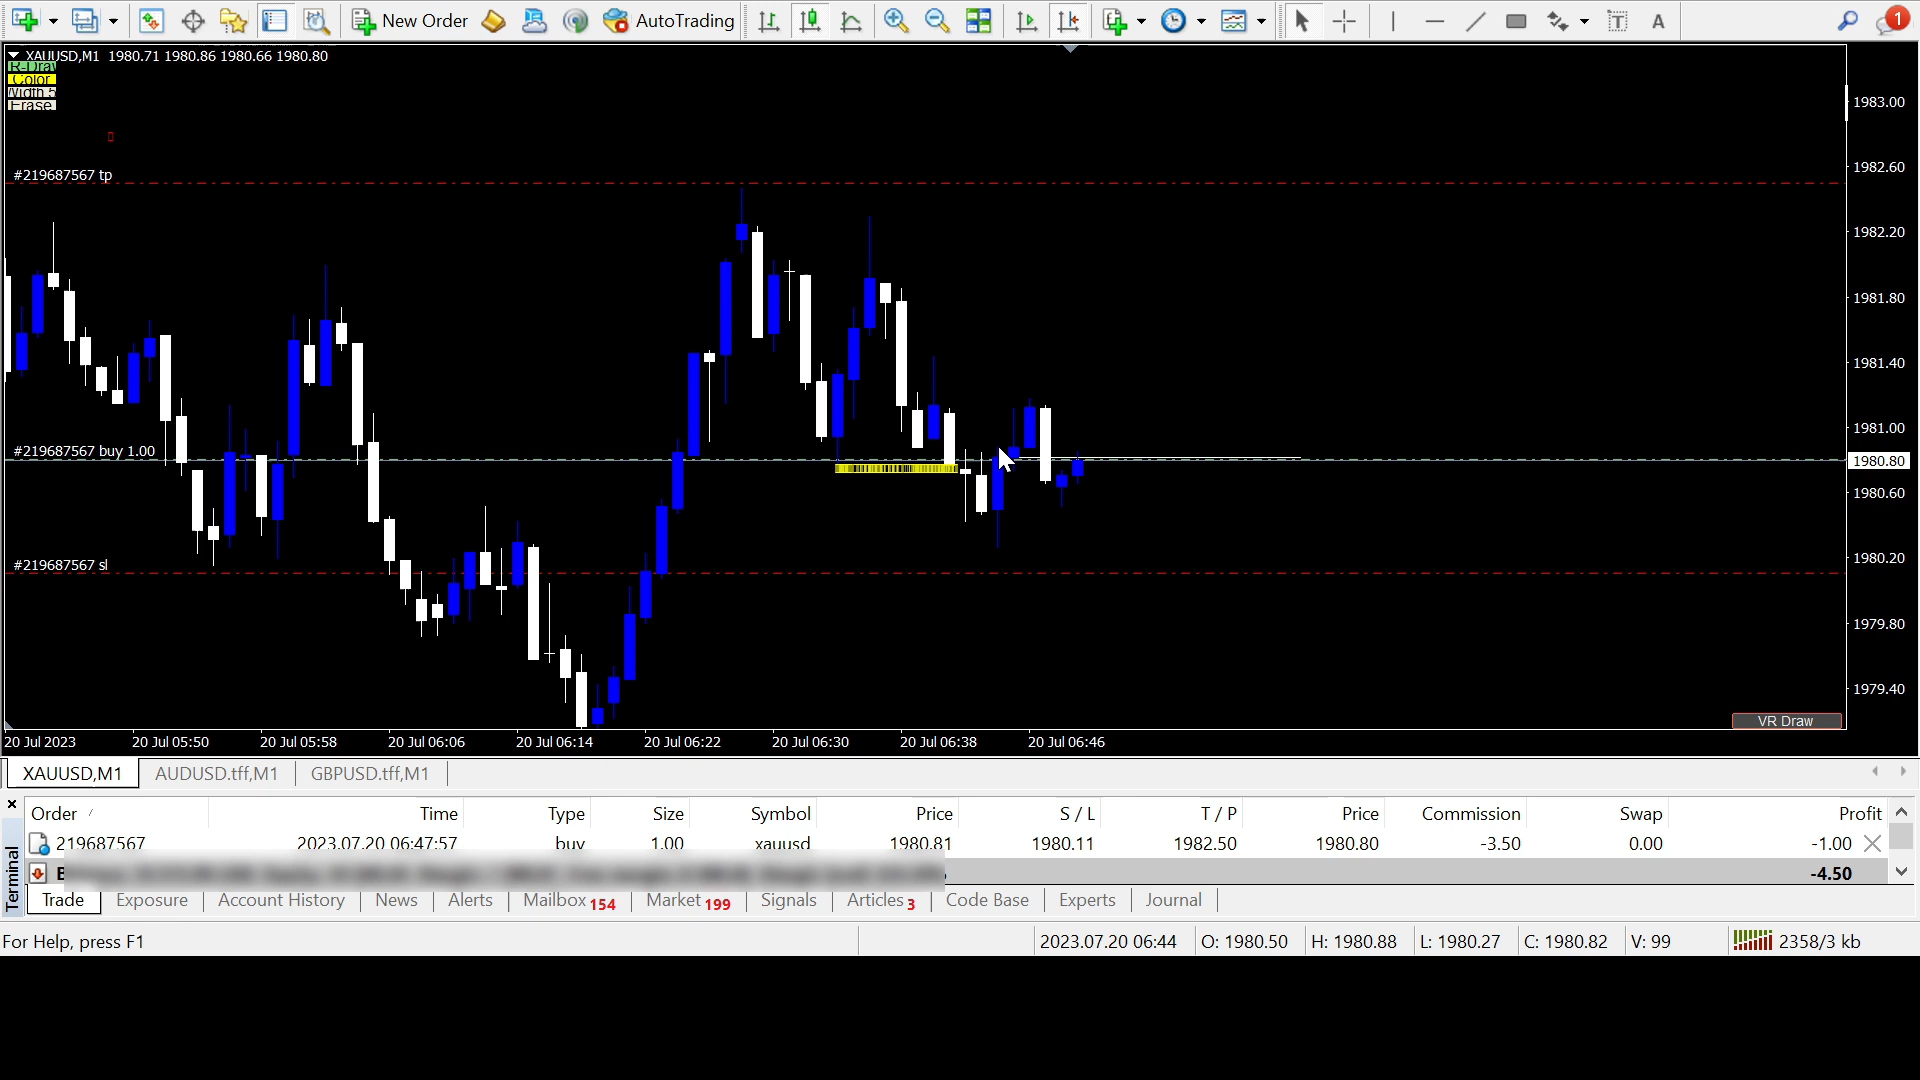 New Order AutoTrading A 1
XAUUSD,M1 1980.71 1980.86 1980.66 1980.80
R-Draw
Color
Width 5
Erase
#219687567 tp
#219687567 buy 1.00
#219687567 sl
1983.00
1982.60
1982.20
1981.80
1981.40
1981.00
1980.80
1980.60
1980.20
1979.80
1979.40
VR Draw
20 Jul 2023 20 Jul 05:50 20 Jul 05:58 20 Jul 06:06 20 Jul 06:14 20 Jul 06:22 20 Jul 06:30 20 Jul 06:38 20 Jul 06:46
XAUUSD,M1 AUDUSD.tff,M1 GBPUSD.tff,M1
Order / Time Type Size Symbol Price S / L T / P Price Commission Swap Profit
219687567 2023.07.20 06:47:57 buy 1.00 xauusd 1980.81 1980.11 1982.50 1980.80 -3.50 0.00 -1.00
-4.50
Terminal
Trade Exposure Account History News Alerts Mailbox 154 Market 199 Signals Articles 3 Code Base Experts Journal
For Help, press F1 2023.07.20 06:44 O: 1980.50 H: 1980.88 L: 1980.27 C: 1980.82 V: 99 2358/3 kb